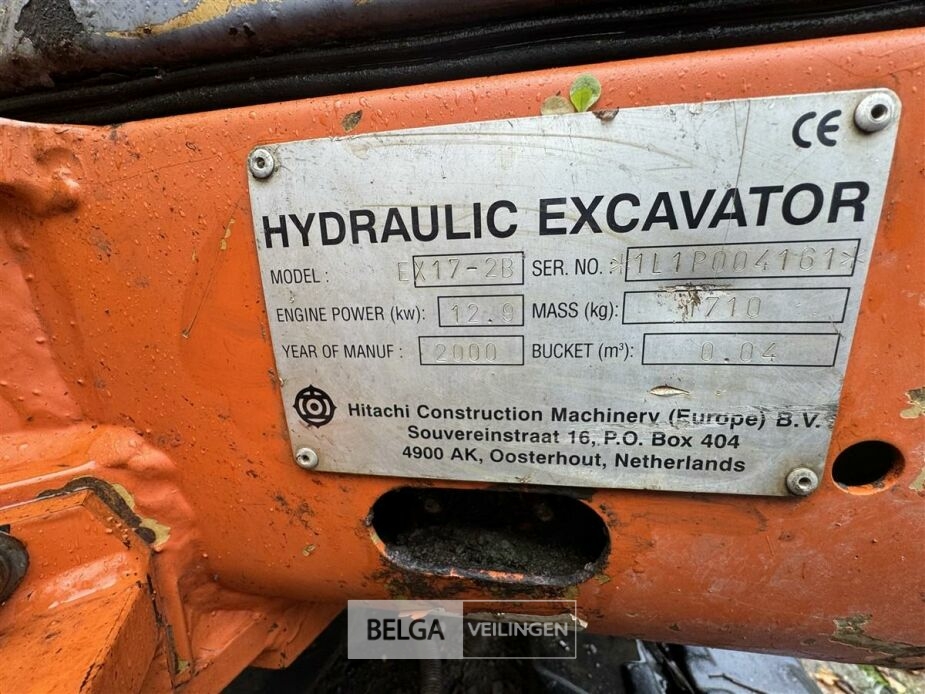 CE
HYDRAULIC EXCAVATOR
MODEL : EX17-2B SER. NO. *1L1P004161*
ENGINE POWER (kw): 12.9 MASS (kg): 1710
YEAR OF MANUF : 2000 BUCKET (m³): 0.04
Hitachi Construction Machinery (Europe) B.V.
Souvereinstraat 16, P.O. Box 404
4900 AK, Oosterhout, Netherlands
BELGA VEILINGEN